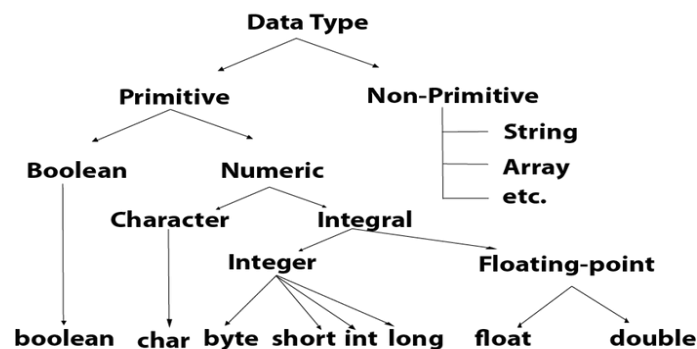 Data Type
Primitive
Non-Primitive
String
Boolean
Numeric
Array
etc.
Character
Integral
Integer
Floating-point
boolean
char
byte
short
int
long
float
double